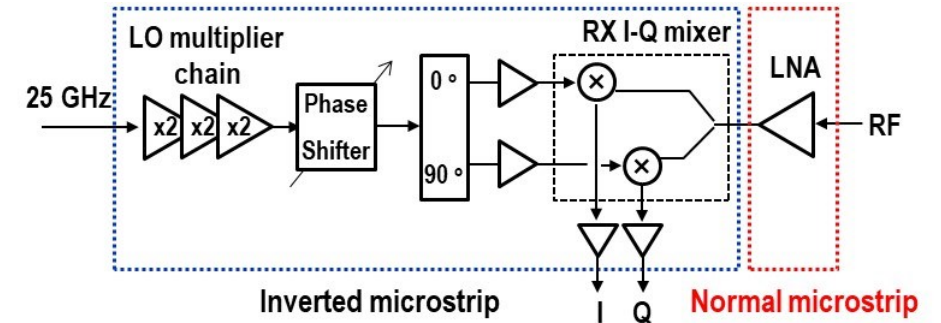 LO multiplier
chain
RX I-Q mixer
LNA
25 GHz
x2 x2 x2
Phase
Shifter
0 °
90 °
×
×
RF
Inverted microstrip
I
Q
Normal microstrip